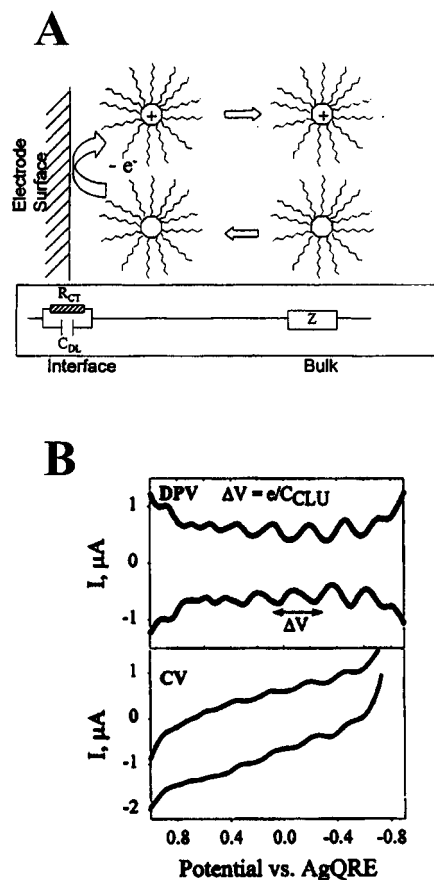 A
Electrode
Surface
+
+
- e-
R_CT
C_DL
Z
Interface
Bulk
B
DPV ΔV = e/C_CLU
1
0
-1
I, μA
ΔV
CV
1
0
-1
-2
I, μA
0.8 0.4 0.0 -0.4 -0.8
Potential vs. AgQRE